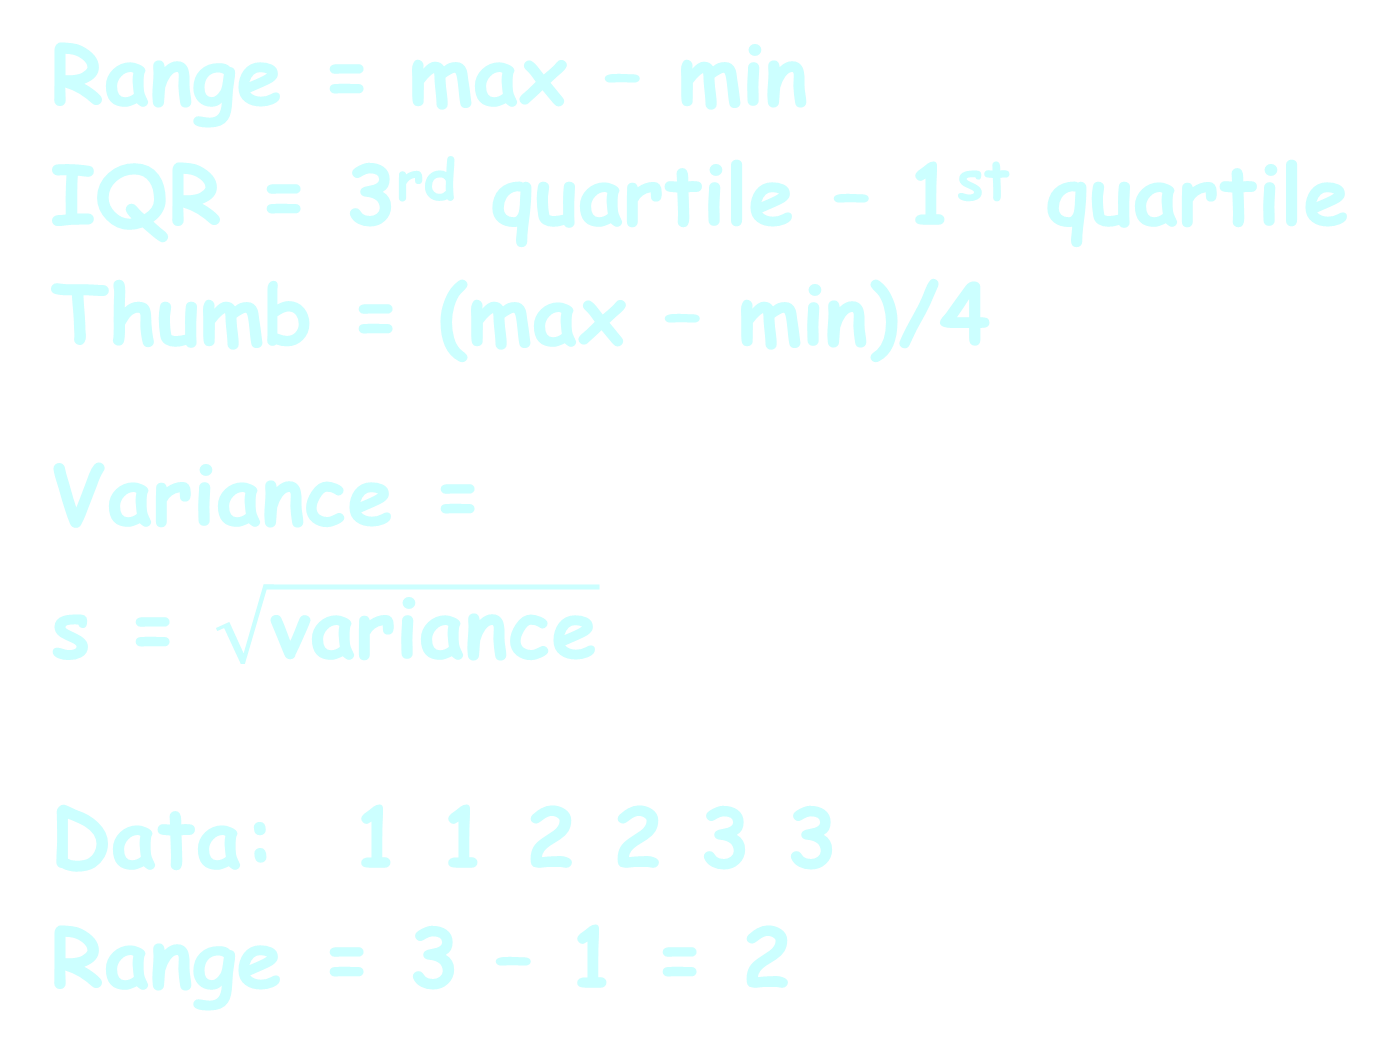 Range = max – min
IQR = 3rd quartile – 1st quartile
Thumb = (max – min)/4
Variance =
s = √variance
Data: 1 1 2 2 3 3
Range = 3 – 1 = 2